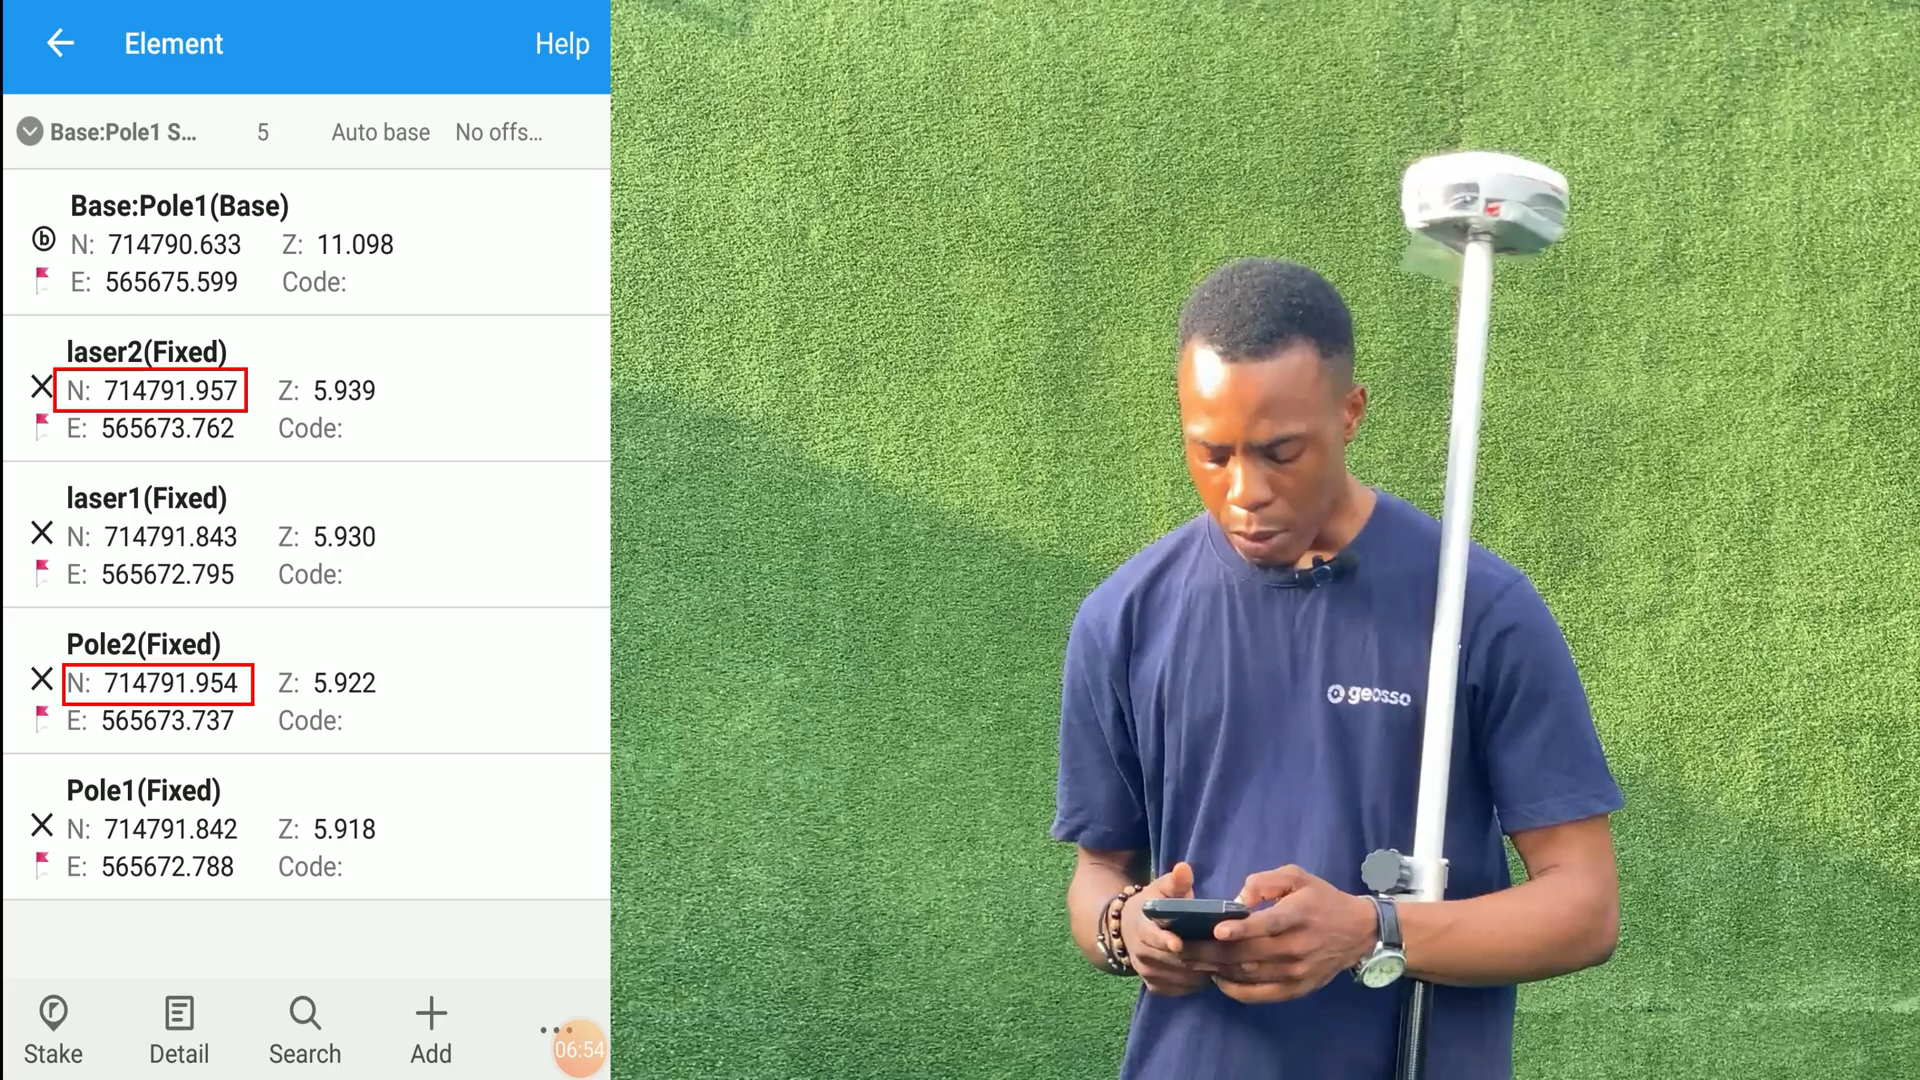 Element
Help
Base:Pole1 S... 5 Auto base No offs...
Base:Pole1(Base)
b
N: 714790.633 Z: 11.098
E: 565675.599 Code:
laser2(Fixed)
N: 714791.957 Z: 5.939
E: 565673.762 Code:
laser1(Fixed)
N: 714791.843 Z: 5.930
E: 565672.795 Code:
Pole2(Fixed)
N: 714791.954 Z: 5.922
E: 565673.737 Code:
Pole1(Fixed)
N: 714791.842 Z: 5.918
E: 565672.788 Code:
Stake Detail Search Add ...
06:54
geosso